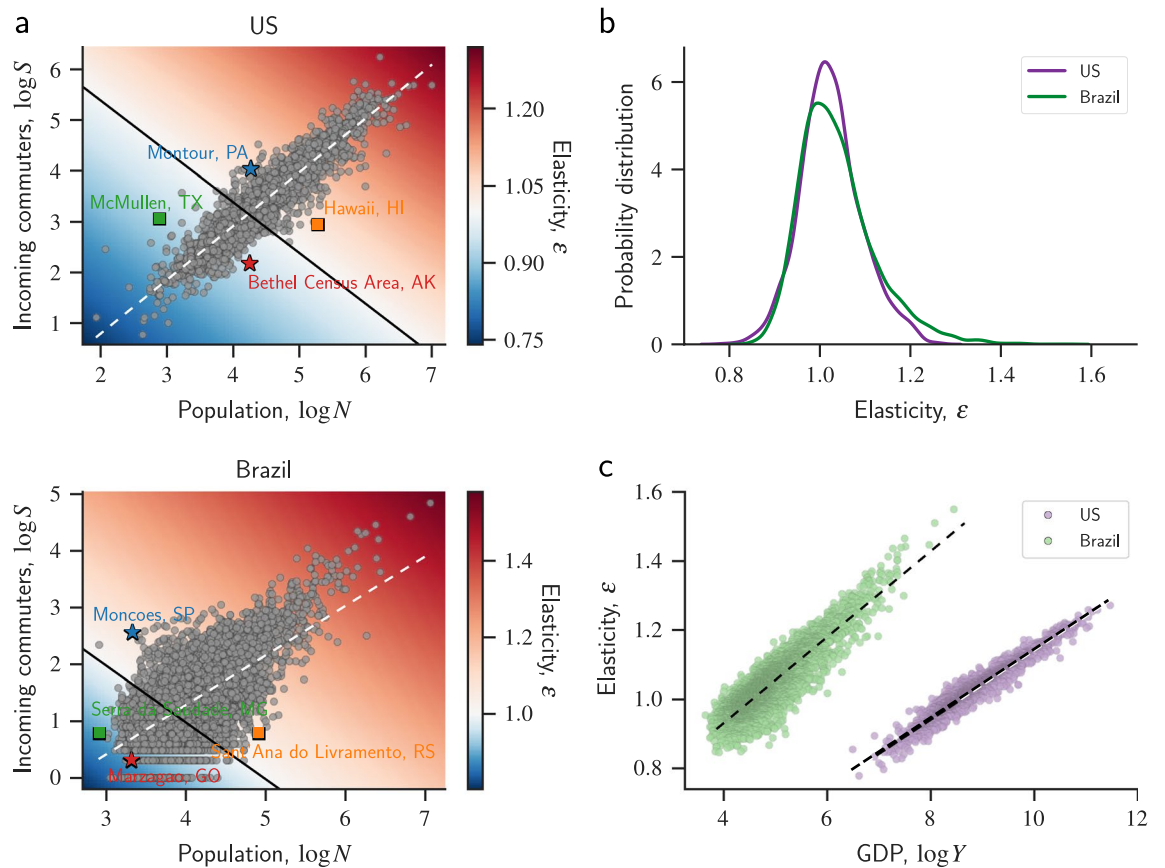 a
US
Incoming commuters, log S
6
5
4
3
2
1
Montour, PA
McMullen, TX
Hawaii, HI
Bethel Census Area, AK
2 3 4 5 6 7
Population, log N
1.20
1.05
0.90
0.75
Elasticity, ε
b
Probability distribution
6
4
2
0
US
Brazil
0.8 1.0 1.2 1.4 1.6
Elasticity, ε
Brazil
Incoming commuters, log S
5
4
3
2
1
0
Moncoes, SP
Sant Ana do Livramento, RS
Marzagao, GO
3 4 5 6 7
Population, log N
1.4
1.2
1.0
Elasticity, ε
c
Elasticity, ε
1.6
1.4
1.2
1.0
0.8
US
Brazil
4 6 8 10 12
GDP, log Y